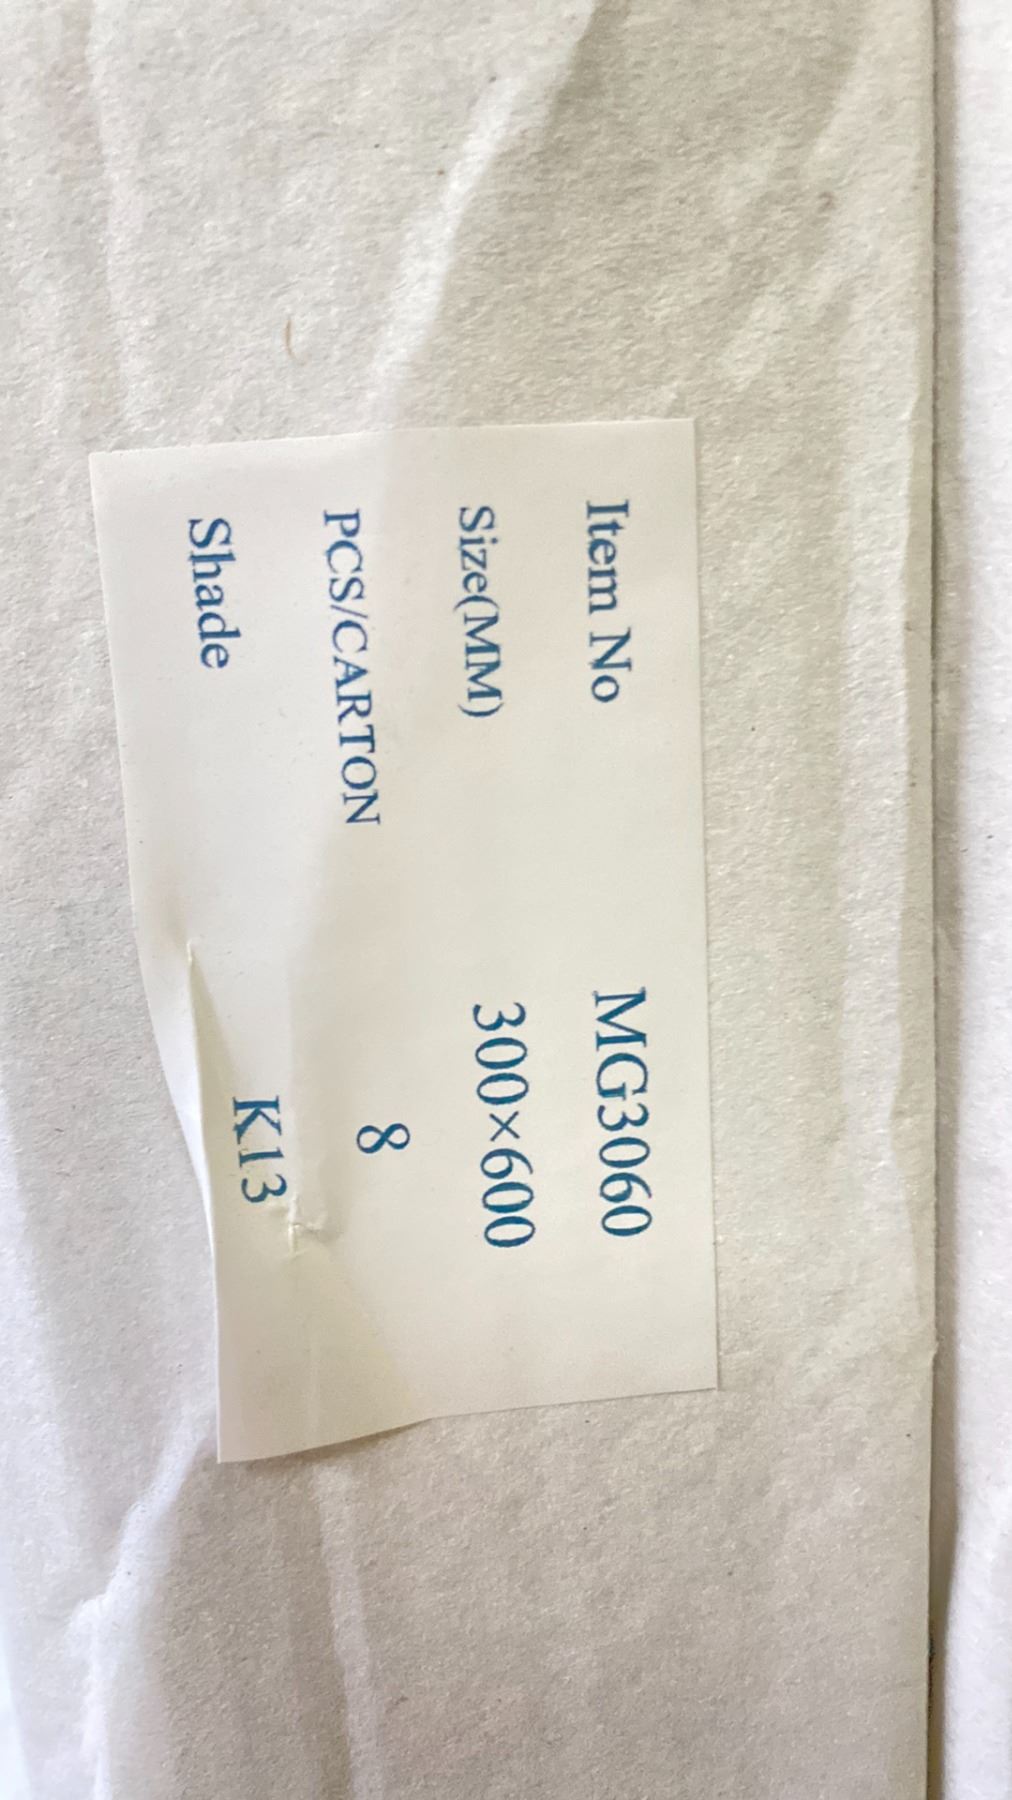 Item No MG3060
Size(MM) 300×600
PCS/CARTON 8
Shade K13